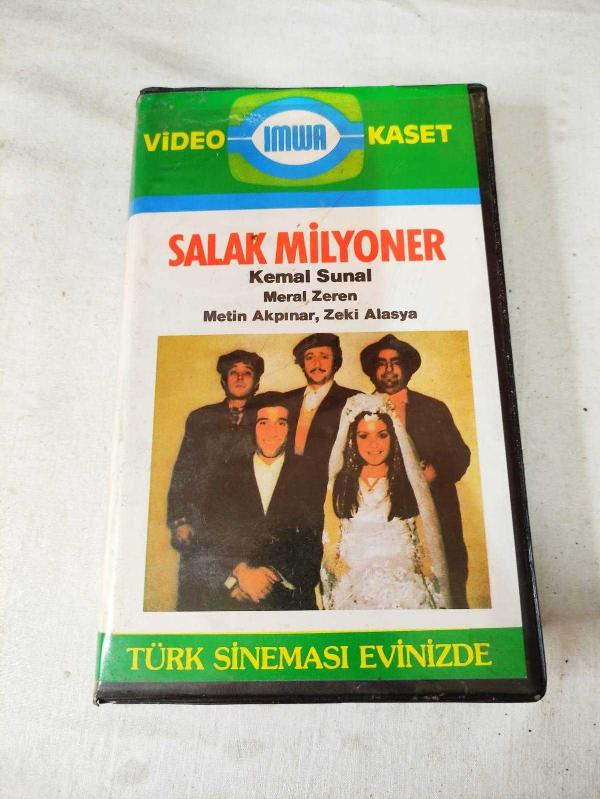 VİDEO IMWA KASET
SALAK MİLYONER
Kemal Sunal
Meral Zeren
Metin Akpınar, Zeki Alasya
TÜRK SİNEMASI EVİNİZDE